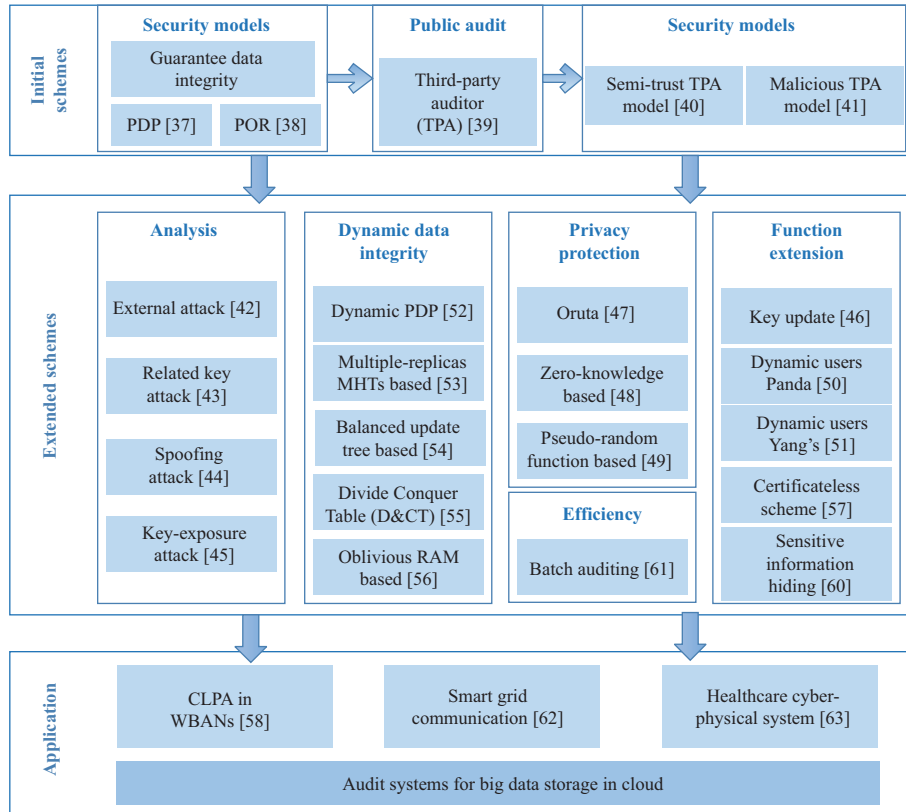 Initial
schemes
Security models
Guarantee data
integrity
PDP [37]
POR [38]
Public audit
Third-party
auditor
(TPA) [39]
Security models
Semi-trust TPA
model [40]
Malicious TPA
model [41]
Extended schemes
Analysis
External attack [42]
Related key
attack [43]
Spoofing
attack [44]
Key-exposure
attack [45]
Dynamic data
integrity
Dynamic PDP [52]
Multiple-replicas
MHTs based [53]
Balanced update
tree based [54]
Divide Conquer
Table (D&CT) [55]
Oblivious RAM
based [56]
Privacy
protection
Oruta [47]
Zero-knowledge
based [48]
Pseudo-random
function based [49]
Efficiency
Batch auditing [61]
Function
extension
Key update [46]
Dynamic users
Panda [50]
Dynamic users
Yang's [51]
Certificateless
scheme [57]
Sensitive
information
hiding [60]
Application
CLPA in
WBANs [58]
Smart grid
communication [62]
Healthcare cyber-
physical system [63]
Audit systems for big data storage in cloud